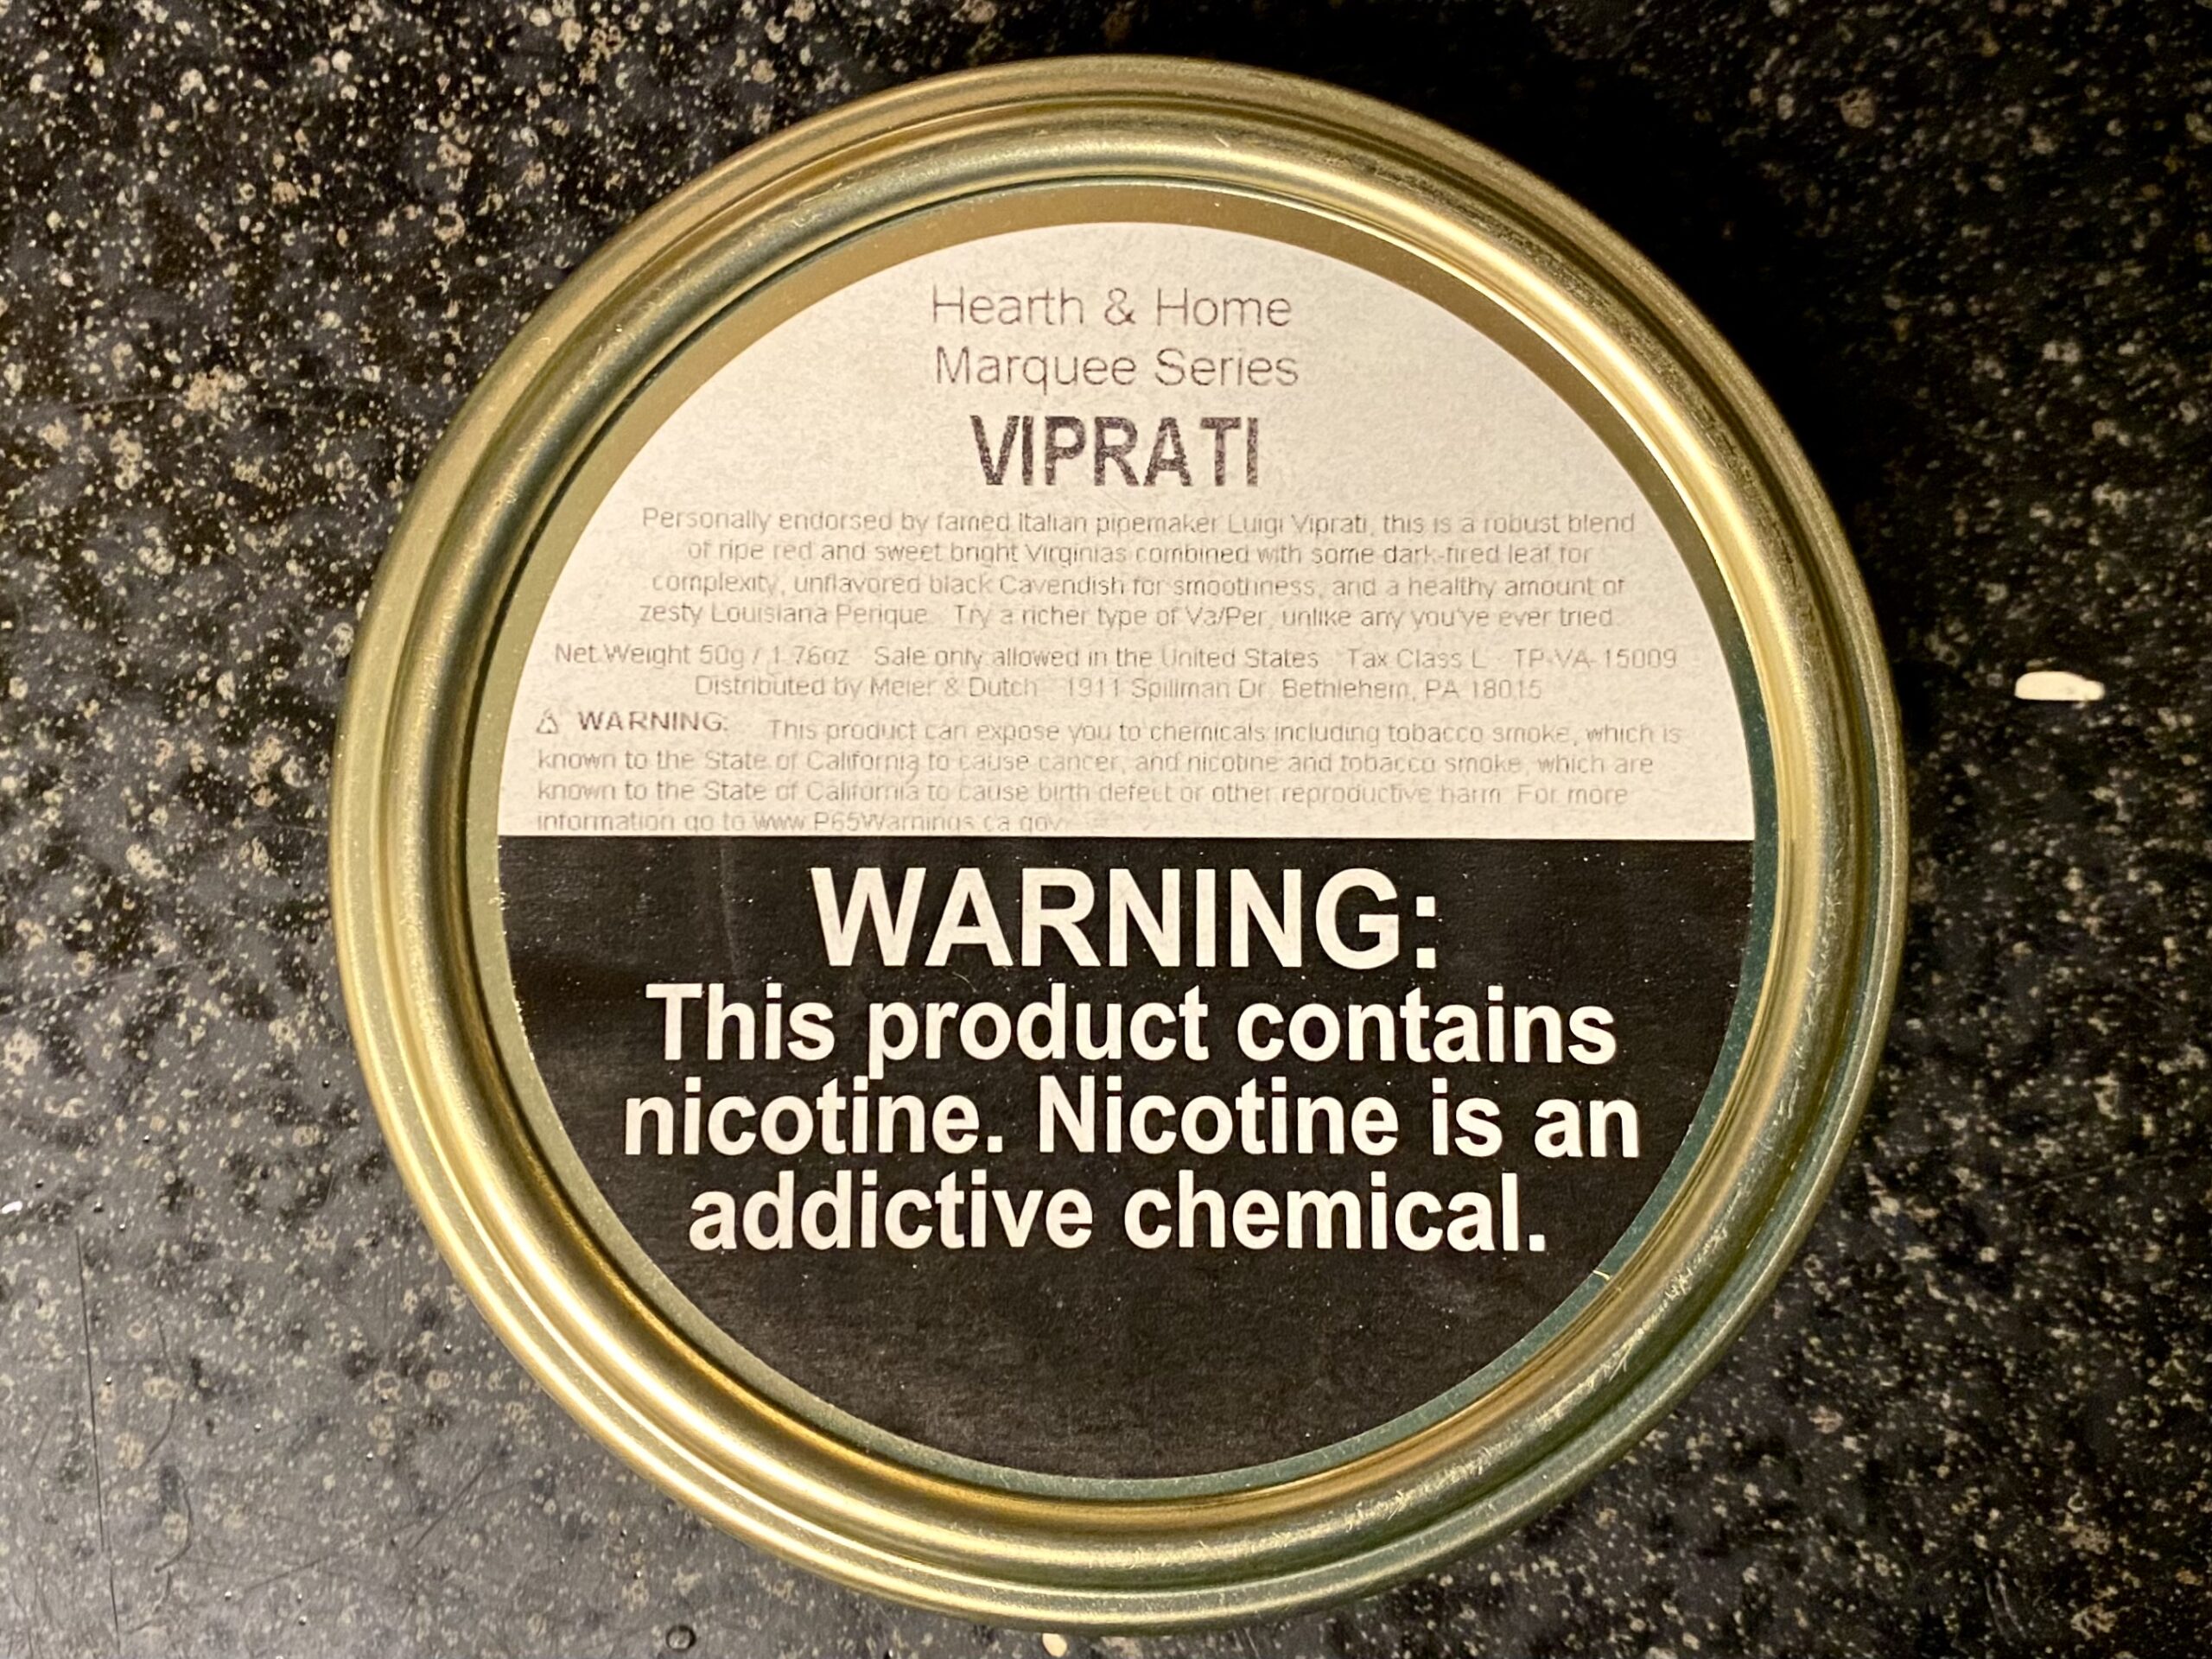 Hearth & Home
Marquee Series
VIPRATI
Personally endorsed by famed Italian pipemaker Luigi Viprati, this is a robust blend
of ripe red and sweet bright Virginias combined with some dark-fired leaf for
complexity, unflavored black Cavendish for smoothness, and a healthy amount of
zesty Louisiana Perique. Try a richer type of Va/Per, unlike any you've ever tried.
Net Weight 50g / 1.76oz Sale only allowed in the United States Tax Class L - TP-VA-15009
Distributed by Meier & Dutch 1911 Spillman Dr. Bethlehem, PA 18015
⚠ WARNING: This product can expose you to chemicals including tobacco smoke, which is
known to the State of California to cause cancer, and nicotine and tobacco smoke, which are
known to the State of California to cause birth defect or other reproductive harm. For more
information go to www.P65Warnings.ca.gov
WARNING:
This product contains
nicotine. Nicotine is an
addictive chemical.